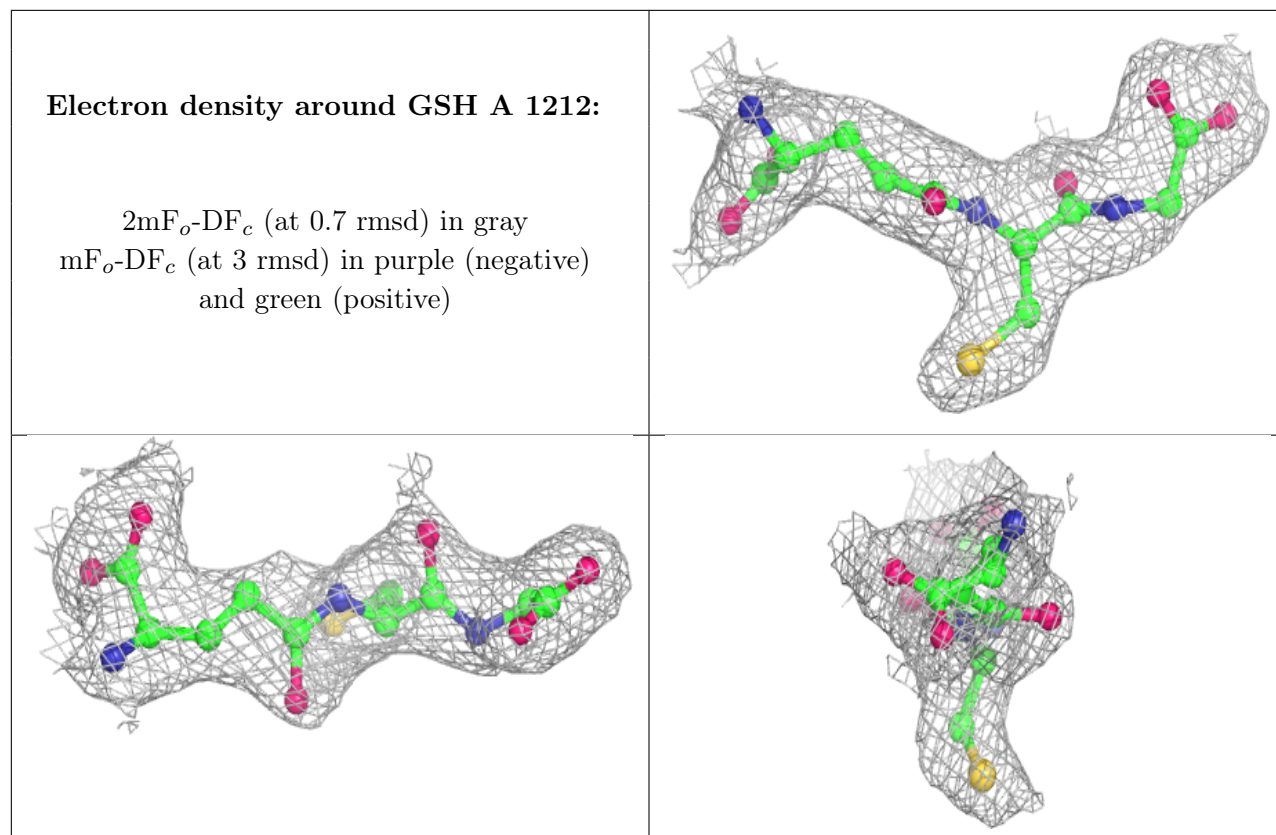 Electron density around GSH A 1212:
2mFo-DFc (at 0.7 rmsd) in gray
mFo-DFc (at 3 rmsd) in purple (negative)
and green (positive)